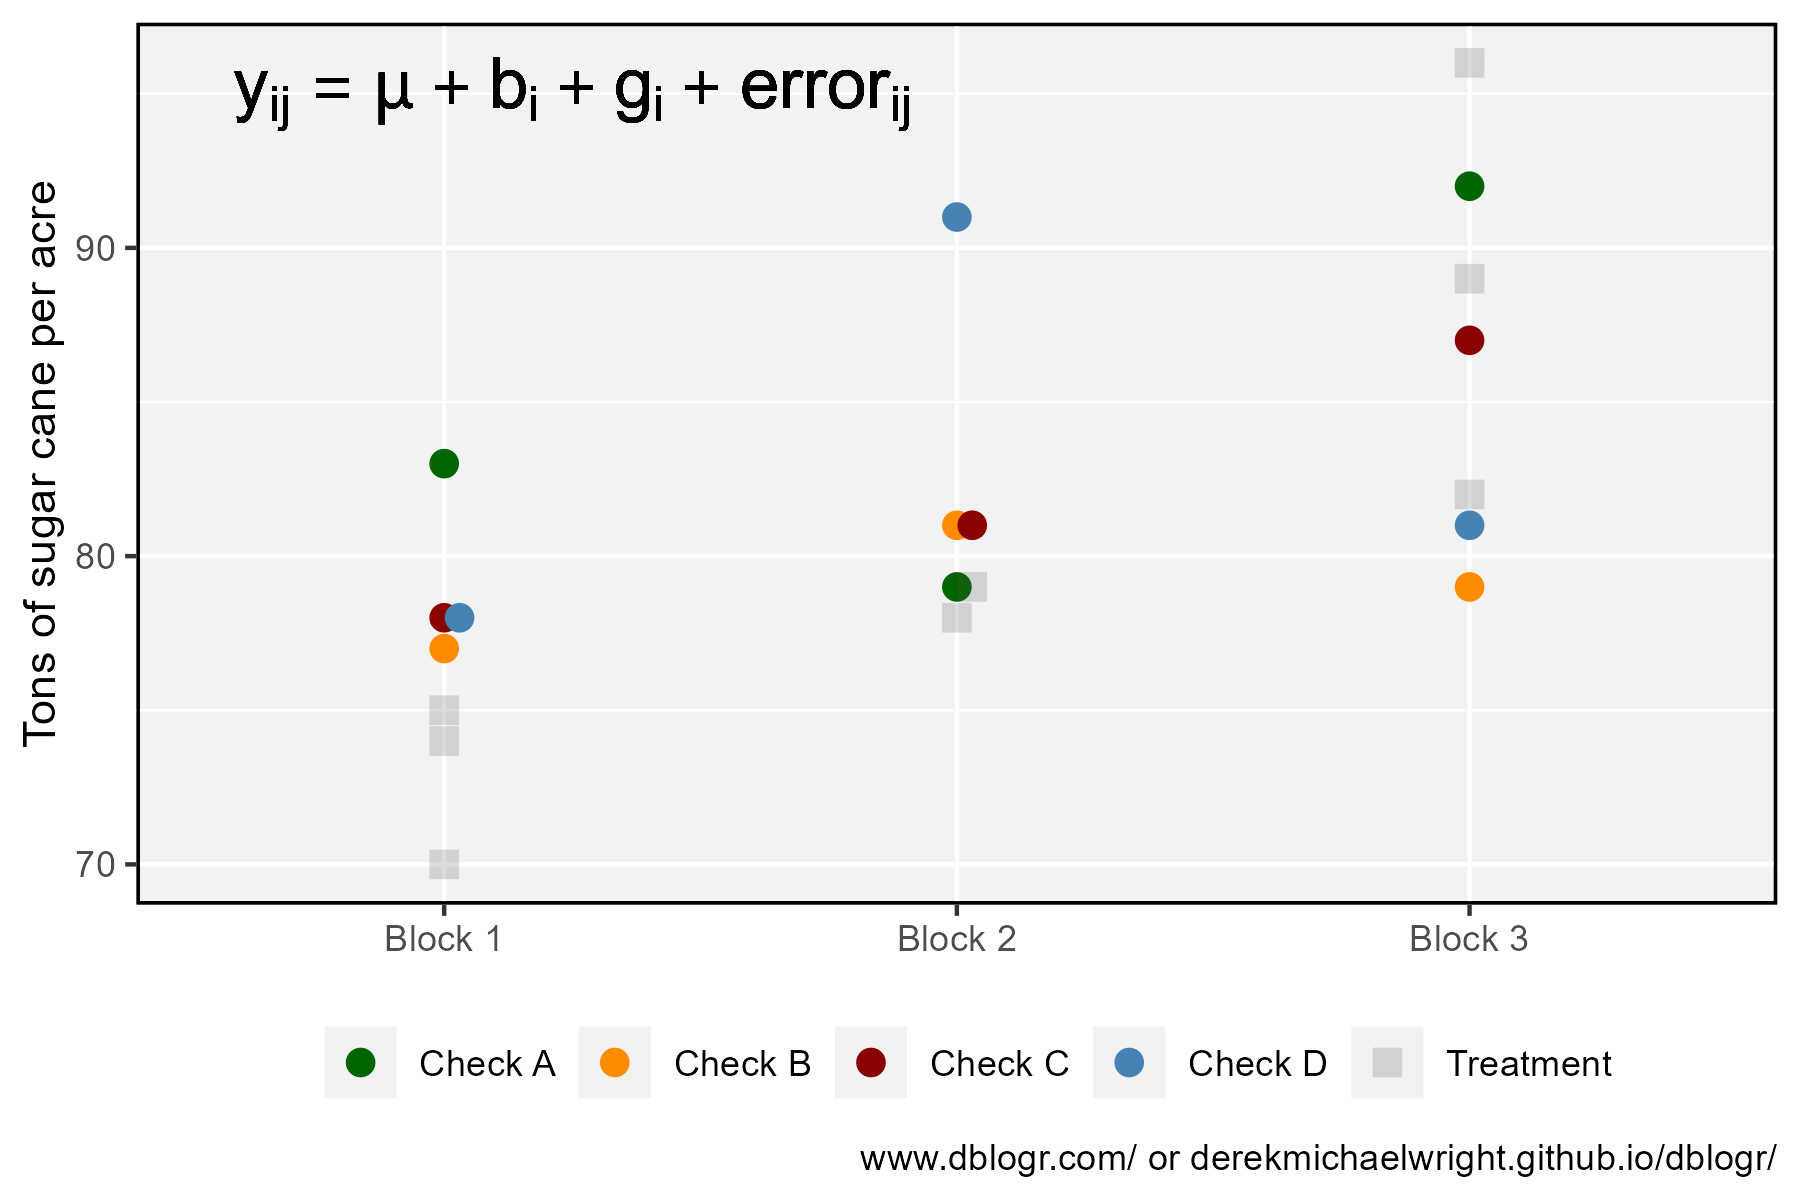 yij = μ + bi + gi + errorij
Tons of sugar cane per acre
90
80
70
Block 1 Block 2 Block 3
Check A Check B Check C Check D Treatment
www.dblogr.com/ or derekmichaelwright.github.io/dblogr/